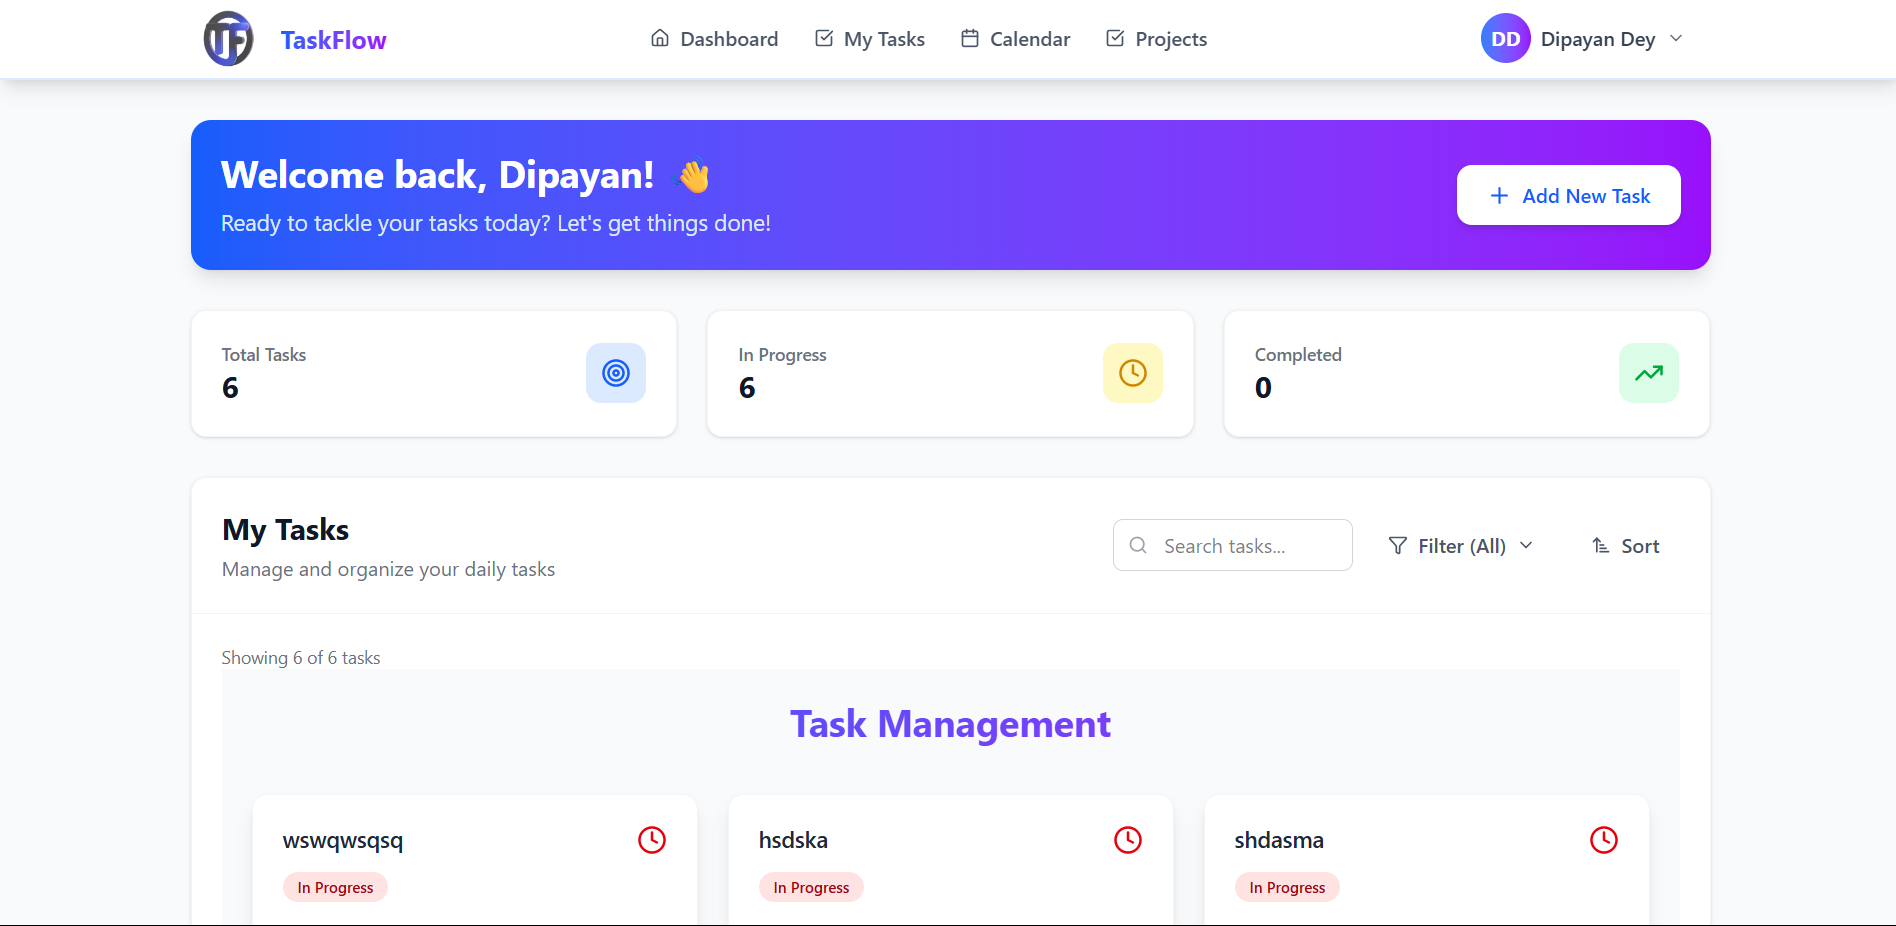 TF TaskFlow Dashboard My Tasks Calendar Projects DD Dipayan Dey
Welcome back, Dipayan! 👋
Ready to tackle your tasks today? Let's get things done!
+ Add New Task
Total Tasks
6
In Progress
6
Completed
0
My Tasks
Manage and organize your daily tasks
Search tasks...
Filter (All)
Sort
Showing 6 of 6 tasks
Task Management
wswqwsqsq
In Progress
hsdska
In Progress
shdasma
In Progress